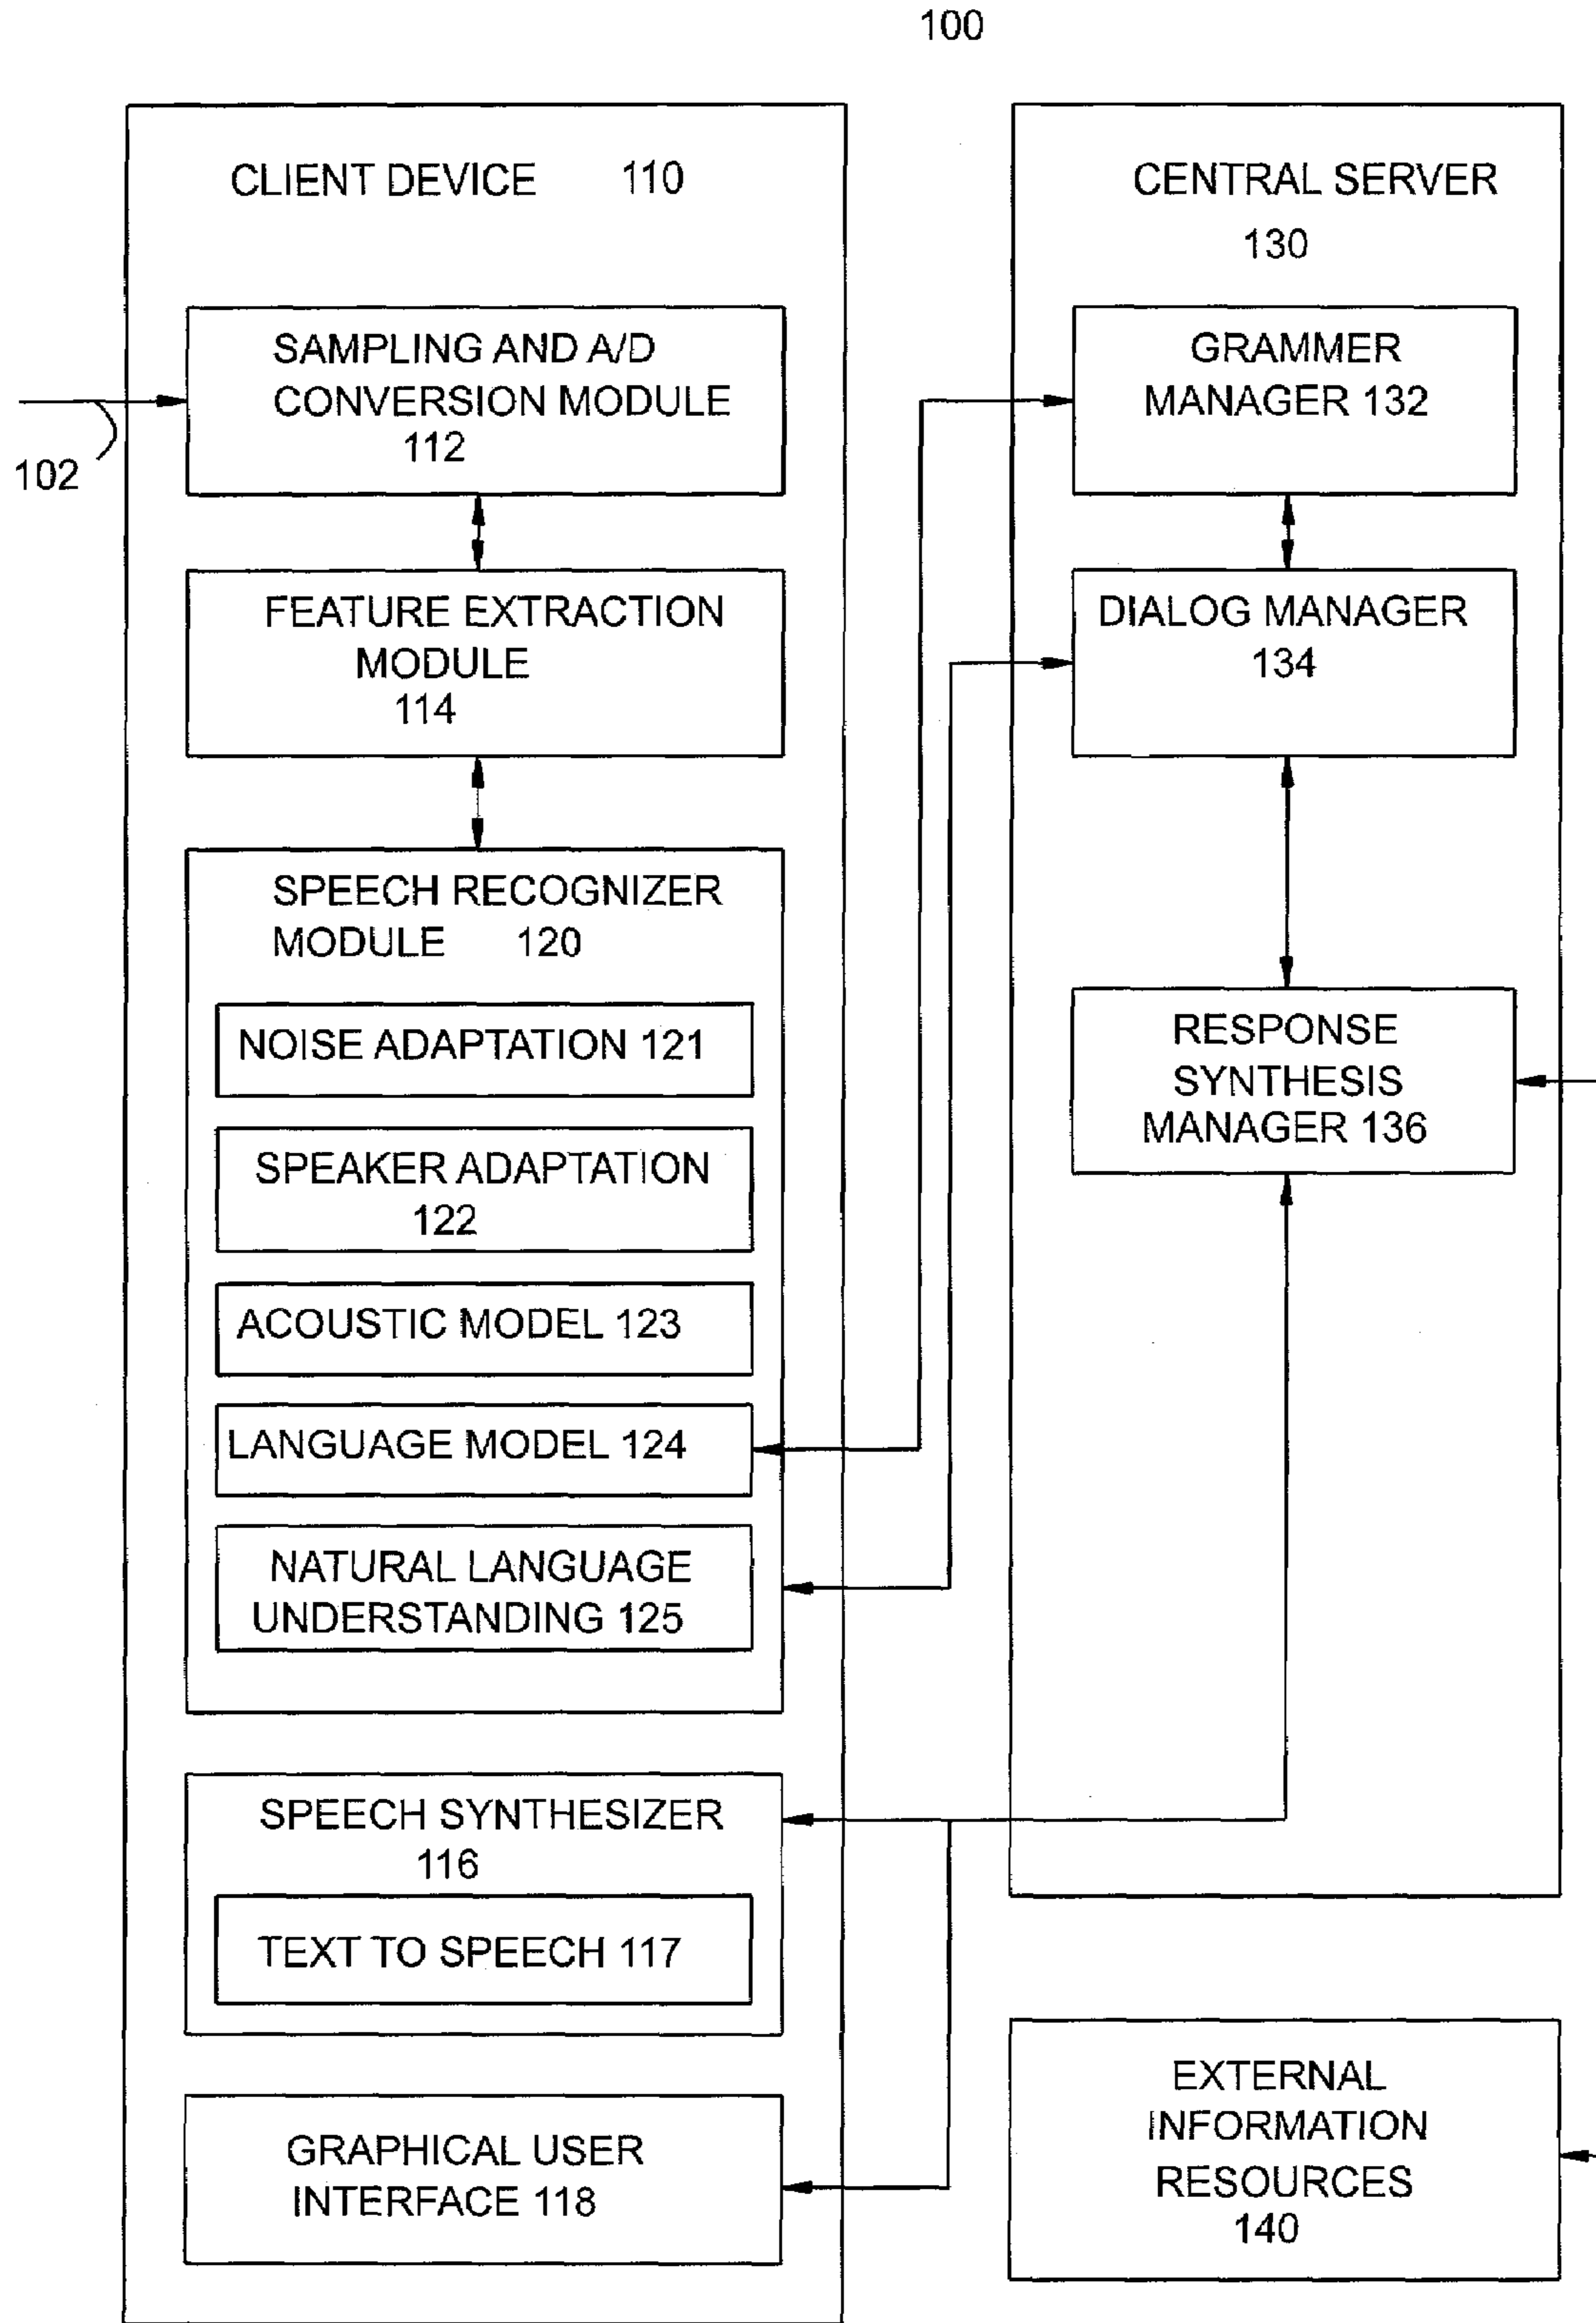 100
CLIENT DEVICE 110
SAMPLING AND A/D
CONVERSION MODULE
112
102
FEATURE EXTRACTION
MODULE
114
SPEECH RECOGNIZER
MODULE 120
NOISE ADAPTATION 121
SPEAKER ADAPTATION
122
ACOUSTIC MODEL 123
LANGUAGE MODEL 124
NATURAL LANGUAGE
UNDERSTANDING 125
SPEECH SYNTHESIZER
116
TEXT TO SPEECH 117
GRAPHICAL USER
INTERFACE 118
CENTRAL SERVER
130
GRAMMER
MANAGER 132
DIALOG MANAGER
134
RESPONSE
SYNTHESIS
MANAGER 136
EXTERNAL
INFORMATION
RESOURCES
140